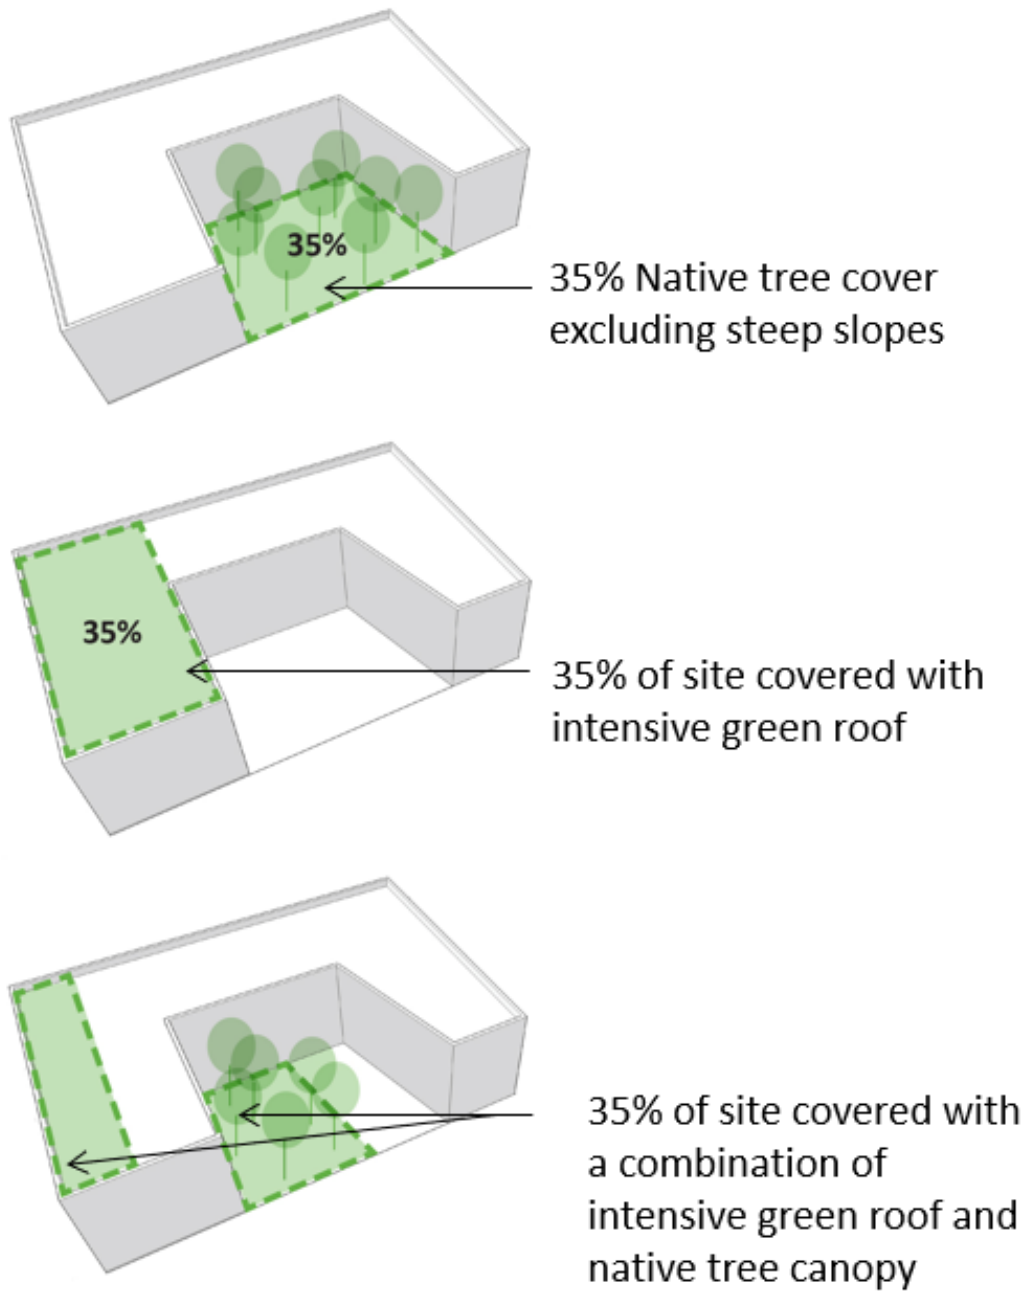 35%
35% Native tree cover
excluding steep slopes
35%
35% of site covered with
intensive green roof
35% of site covered with
a combination of
intensive green roof and
native tree canopy